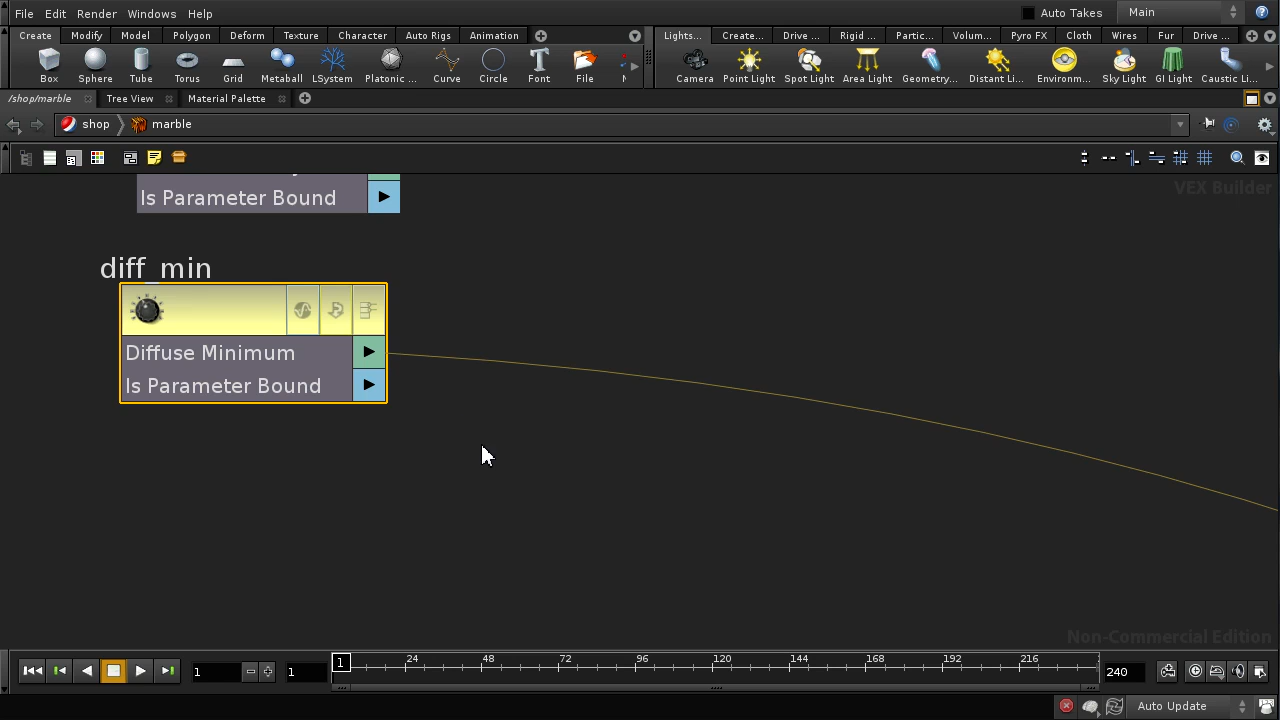 File Edit Render Windows Help
Auto Takes Main
Create Modify Model Polygon Deform Texture Character Auto Rigs Animation
Lights... Create... Drive ... Rigid ... Partic... Volum... Pyro FX Cloth Wires Fur Drive ...
Box Sphere Tube Torus Grid Metaball LSystem Platonic ... Curve Circle Font File
Camera Point Light Spot Light Area Light Geometry... Distant Li... Environm... Sky Light GI Light Caustic Li...
/shop/marble Tree View Material Palette
shop marble
VEX Builder
Is Parameter Bound
diff_min
Diffuse Minimum
Is Parameter Bound
Non-Commercial Edition
1 1 1 24 48 72 96 120 144 168 192 216 240
Auto Update